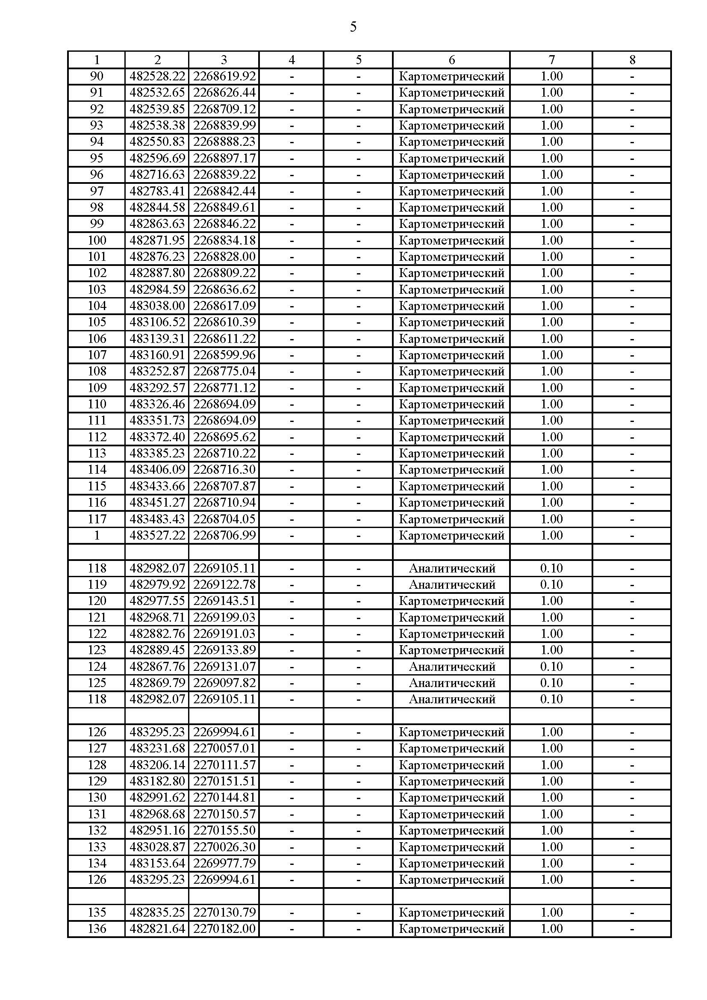 5
1 2 3 4 5 6 7 8
90 482528.22 2268619.92 - - Картометрический 1.00 -
91 482532.65 2268626.44 - - Картометрический 1.00 -
92 482539.85 2268709.12 - - Картометрический 1.00 -
93 482538.38 2268839.99 - - Картометрический 1.00 -
94 482550.83 2268888.23 - - Картометрический 1.00 -
95 482596.69 2268897.17 - - Картометрический 1.00 -
96 482716.63 2268839.22 - - Картометрический 1.00 -
97 482783.41 2268842.44 - - Картометрический 1.00 -
98 482844.58 2268849.61 - - Картометрический 1.00 -
99 482863.63 2268846.22 - - Картометрический 1.00 -
100 482871.95 2268834.18 - - Картометрический 1.00 -
101 482876.23 2268828.00 - - Картометрический 1.00 -
102 482887.80 2268809.22 - - Картометрический 1.00 -
103 482984.59 2268636.62 - - Картометрический 1.00 -
104 483038.00 2268617.09 - - Картометрический 1.00 -
105 483106.52 2268610.39 - - Картометрический 1.00 -
106 483139.31 2268611.22 - - Картометрический 1.00 -
107 483160.91 2268599.96 - - Картометрический 1.00 -
108 483252.87 2268775.04 - - Картометрический 1.00 -
109 483292.57 2268771.12 - - Картометрический 1.00 -
110 483326.46 2268694.09 - - Картометрический 1.00 -
111 483351.73 2268694.09 - - Картометрический 1.00 -
112 483372.40 2268695.62 - - Картометрический 1.00 -
113 483385.23 2268710.22 - - Картометрический 1.00 -
114 483406.09 2268716.30 - - Картометрический 1.00 -
115 483433.66 2268707.87 - - Картометрический 1.00 -
116 483451.27 2268710.94 - - Картометрический 1.00 -
117 483483.43 2268704.05 - - Картометрический 1.00 -
1 483527.22 2268706.99 - - Картометрический 1.00 -
118 482982.07 2269105.11 - - Аналитический 0.10 -
119 482979.92 2269122.78 - - Аналитический 0.10 -
120 482977.55 2269143.51 - - Картометрический 1.00 -
121 482968.71 2269199.03 - - Картометрический 1.00 -
122 482882.76 2269191.03 - - Картометрический 1.00 -
123 482889.45 2269133.89 - - Картометрический 1.00 -
124 482867.76 2269131.07 - - Аналитический 0.10 -
125 482869.79 2269097.82 - - Аналитический 0.10 -
118 482982.07 2269105.11 - - Аналитический 0.10 -
126 483295.23 2269994.61 - - Картометрический 1.00 -
127 483231.68 2270057.01 - - Картометрический 1.00 -
128 483206.14 2270111.57 - - Картометрический 1.00 -
129 483182.80 2270151.51 - - Картометрический 1.00 -
130 482991.62 2270144.81 - - Картометрический 1.00 -
131 482968.68 2270150.57 - - Картометрический 1.00 -
132 482951.16 2270155.50 - - Картометрический 1.00 -
133 483028.87 2270026.30 - - Картометрический 1.00 -
134 483153.64 2269977.79 - - Картометрический 1.00 -
126 483295.23 2269994.61 - - Картометрический 1.00 -
135 482835.25 2270130.79 - - Картометрический 1.00 -
136 482821.64 2270182.00 - - Картометрический 1.00 -